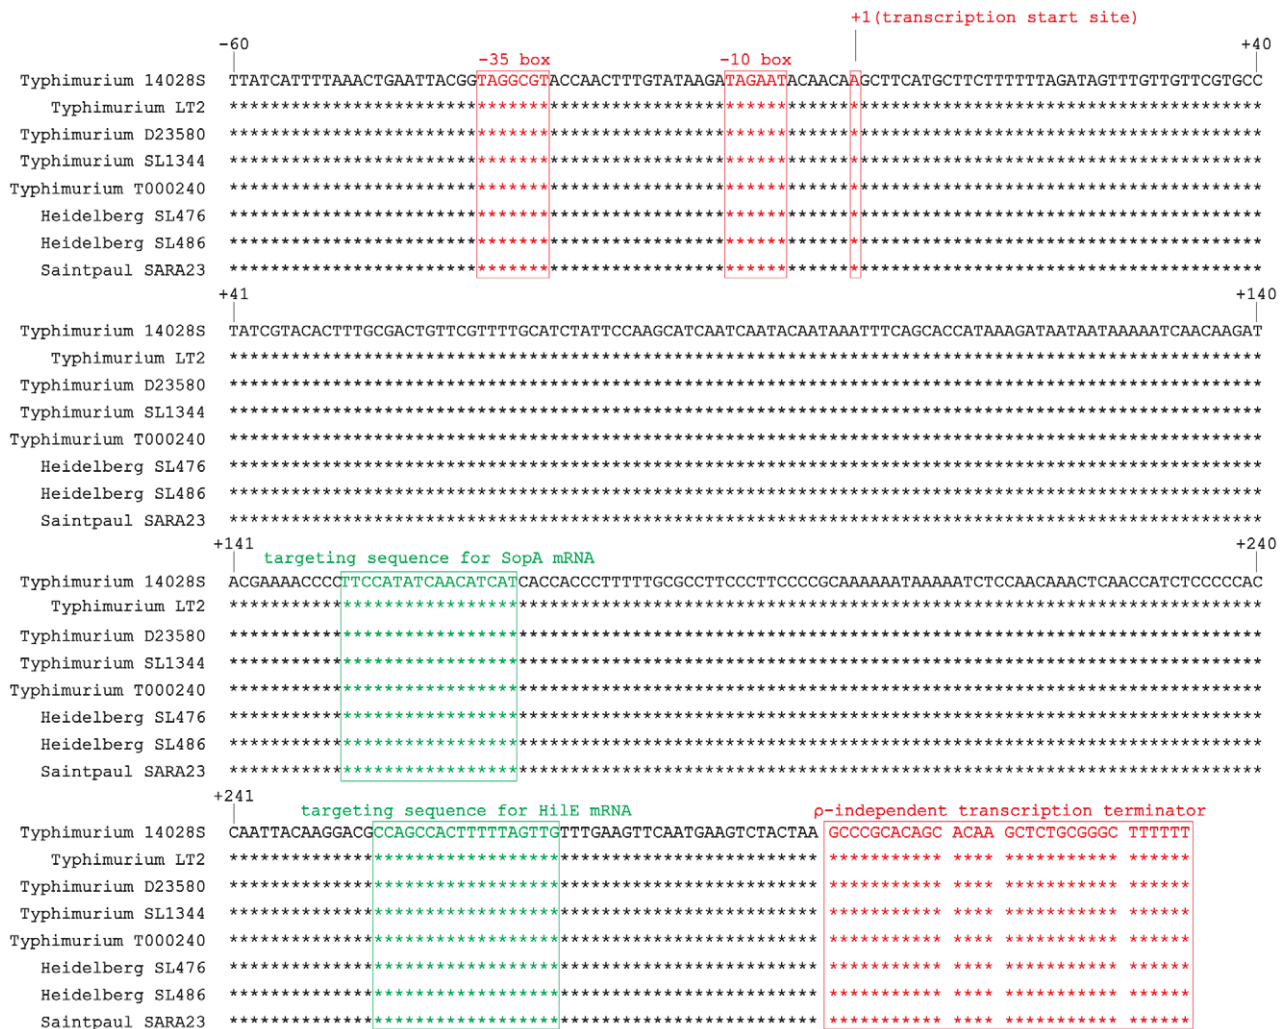 +1(transcription start site)
-60 -35 box -10 box +40
Typhimurium 14028S TTATCATTTTAAACTGAATTACGGTAGGCGTACCAACTTTGTATAAGATAGAATACAACAAGCTTCATGCTTCTTTTTTAGATAGTTTGTTGTTCGTGCC
Typhimurium LT2 ****************************************************************************************************
Typhimurium D23580 ****************************************************************************************************
Typhimurium SL1344 ****************************************************************************************************
Typhimurium T000240 ****************************************************************************************************
Heidelberg SL476 ****************************************************************************************************
Heidelberg SL486 ****************************************************************************************************
Saintpaul SARA23 ****************************************************************************************************
+41 +140
Typhimurium 14028S TATCGTACACTTTGCGACTGTTCGTTTTGCATCTATTCCAAGCATCAATCAATACAATAAATTTCAGCACCATAAAGATAATAATAAAAATCAACAAGAT
Typhimurium LT2 ****************************************************************************************************
Typhimurium D23580 ****************************************************************************************************
Typhimurium SL1344 ****************************************************************************************************
Typhimurium T000240 ****************************************************************************************************
Heidelberg SL476 ****************************************************************************************************
Heidelberg SL486 ****************************************************************************************************
Saintpaul SARA23 ****************************************************************************************************
+141 targeting sequence for SopA mRNA +240
Typhimurium 14028S ACGAAAACCCCTTCCATATCAACATCATCACCACCCTTTTTGCGCCTTCCCTTCCCCGCAAAAAATAAAAATCTCCAACAAACTCAACCATCTCCCCCAC
Typhimurium LT2 ****************************************************************************************************
Typhimurium D23580 ****************************************************************************************************
Typhimurium SL1344 ****************************************************************************************************
Typhimurium T000240 ****************************************************************************************************
Heidelberg SL476 ****************************************************************************************************
Heidelberg SL486 ****************************************************************************************************
Saintpaul SARA23 ****************************************************************************************************
+241 targeting sequence for HilE mRNA ρ-independent transcription terminator
Typhimurium 14028S CAATTACAAGGACGCCAGCCACTTTTTAGTTGTTTGAAGTTCAATGAAGTCTACTAA GCCCGCACAGC ACAA GCTCTGCGGGC TTTTTT
Typhimurium LT2 ********************************************************* *********** **** *********** ******
Typhimurium D23580 ********************************************************* *********** **** *********** ******
Typhimurium SL1344 ********************************************************* *********** **** *********** ******
Typhimurium T000240 ********************************************************* *********** **** *********** ******
Heidelberg SL476 ********************************************************* *********** **** *********** ******
Heidelberg SL486 ********************************************************* *********** **** *********** ******
Saintpaul SARA23 ********************************************************* *********** **** *********** ******